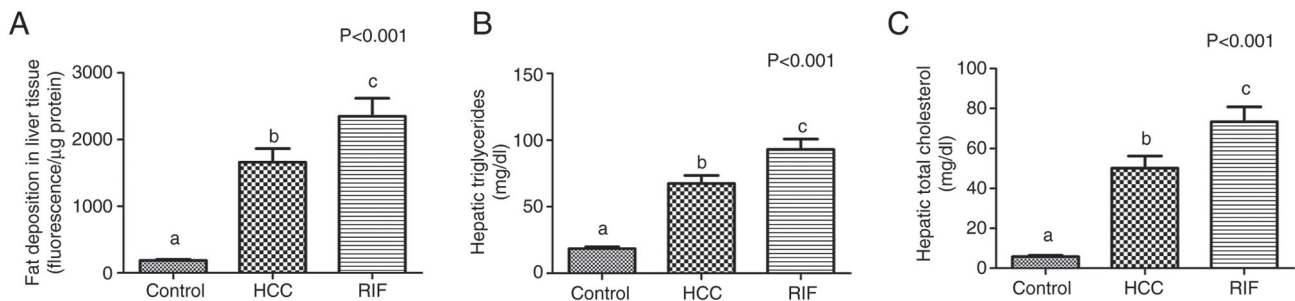 A
P<0.001
Fat deposition in liver tissue
(fluorescence/µg protein)
3000
2000
1000
0
a
b
c
Control
HCC
RIF
B
P<0.001
Hepatic triglycerides
(mg/dl)
150
100
50
0
a
b
c
Control
HCC
RIF
C
P<0.001
Hepatic total cholesterol
(mg/dl)
100
80
60
40
20
0
a
b
c
Control
HCC
RIF